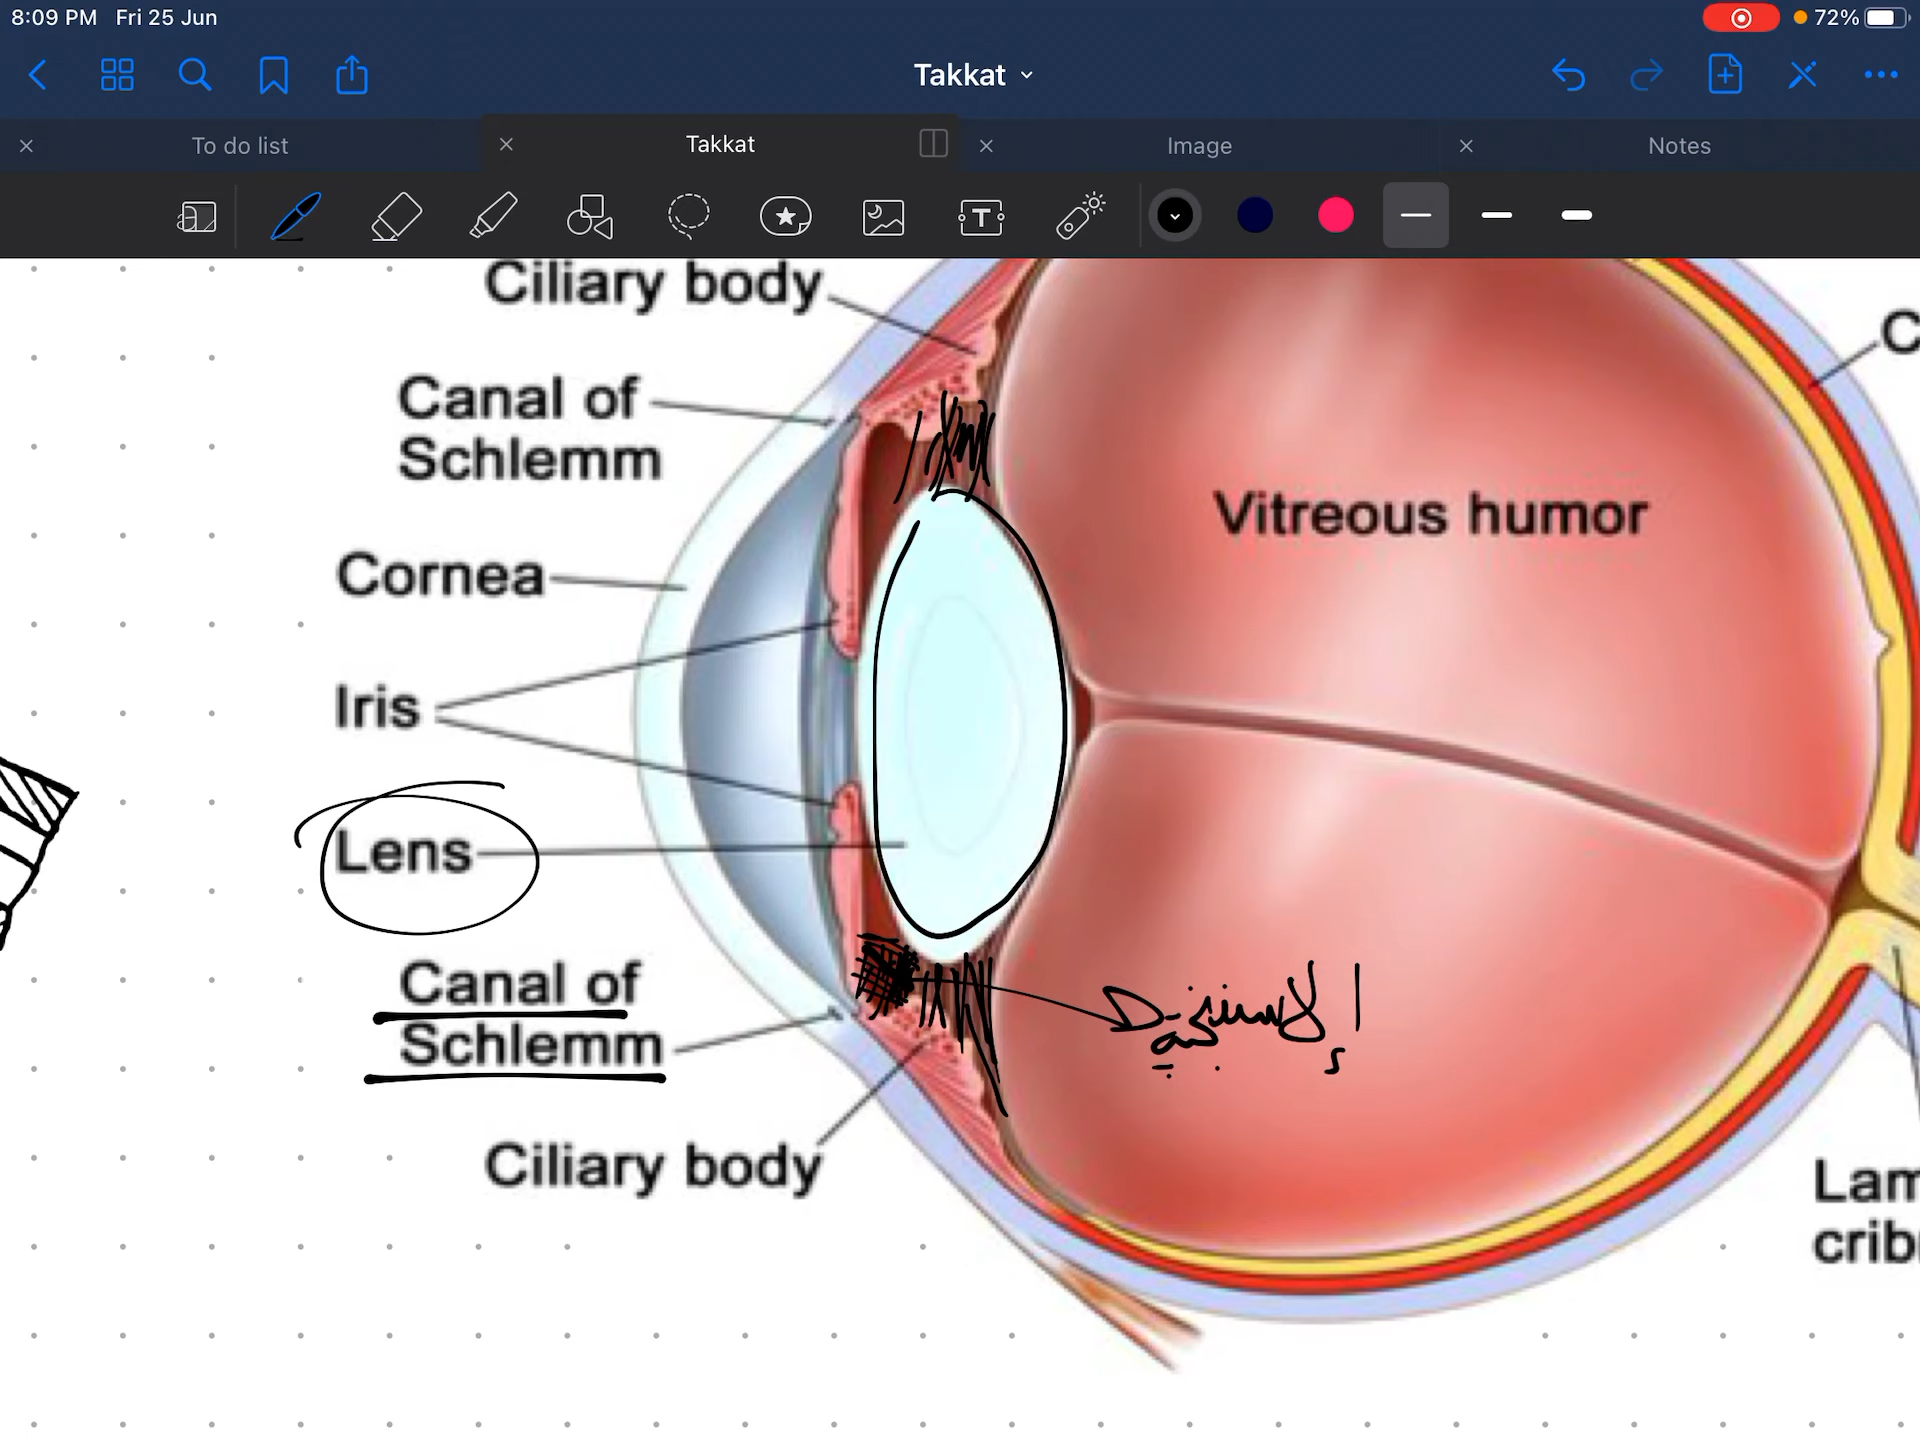 8:09 PM Fri 25 Jun
72%
Takkat
To do list
Takkat
Image
Notes
Ciliary body
Canal of
Schlemm
Cornea
Iris
Lens
Canal of
Schlemm
Ciliary body
Vitreous humor
C
Lam
crib